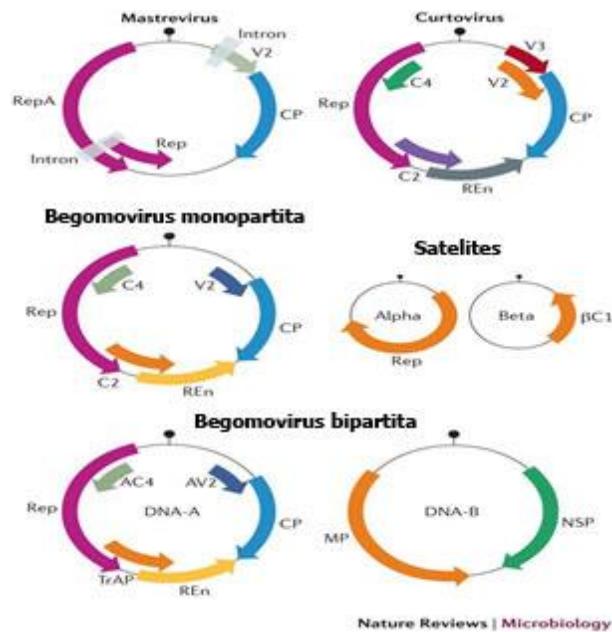 Mastrevirus
Intron
V2
RepA
CP
Rep
Intron
Curtovirus
V3
C4
V2
Rep
CP
C2
REn
Begomovirus monopartita
C4
V2
Rep
CP
C2
REn
Satelites
Alpha
Rep
Beta
βC1
Begomovirus bipartita
AC4
AV2
Rep
DNA-A
CP
TrAP
REn
DNA-B
MP
NSP
Nature Reviews | Microbiology